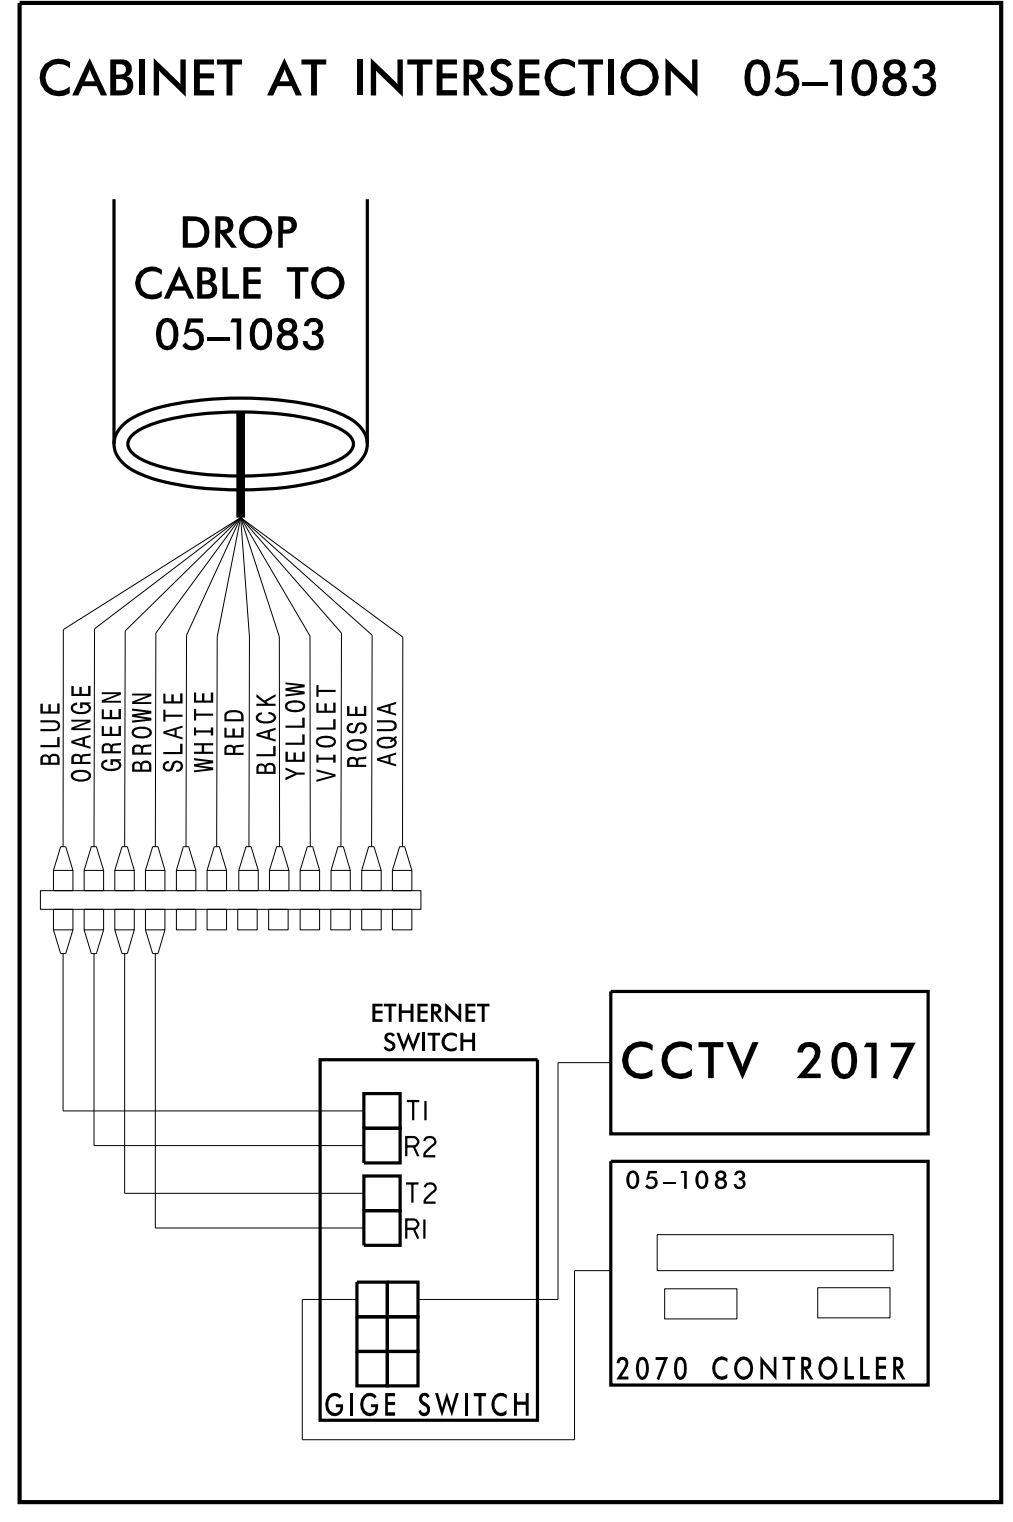 CABINET AT INTERSECTION 05–1083
DROP
CABLE TO
05–1083
BLUE
ORANGE
GREEN
BROWN
SLATE
WHITE
RED
BLACK
YELLOW
VIOLET
ROSE
AQUA
ETHERNET
SWITCH
T1
R2
T2
R1
GIGE SWITCH
CCTV 2017
05–1083
2070 CONTROLLER